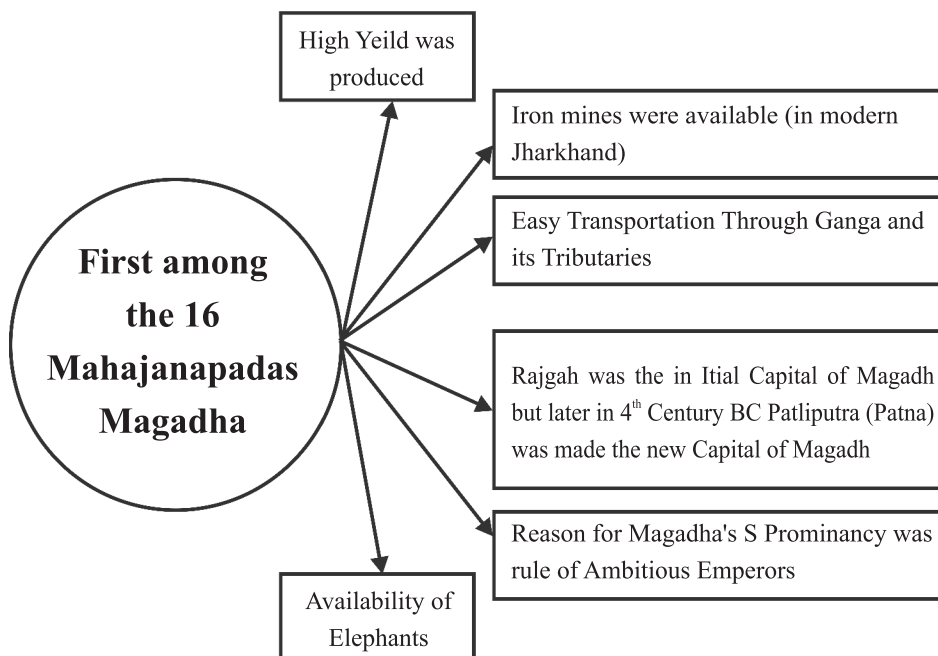 High Yeild was
produced
Iron mines were available (in modern
Jharkhand)
Easy Transportation Through Ganga and
its Tributaries
First among
the 16
Mahajanapadas
Magadha
Rajgah was the in Itial Capital of Magadh
but later in 4th Century BC Patliputra (Patna)
was made the new Capital of Magadh
Reason for Magadha's S Prominancy was
rule of Ambitious Emperors
Availability of
Elephants